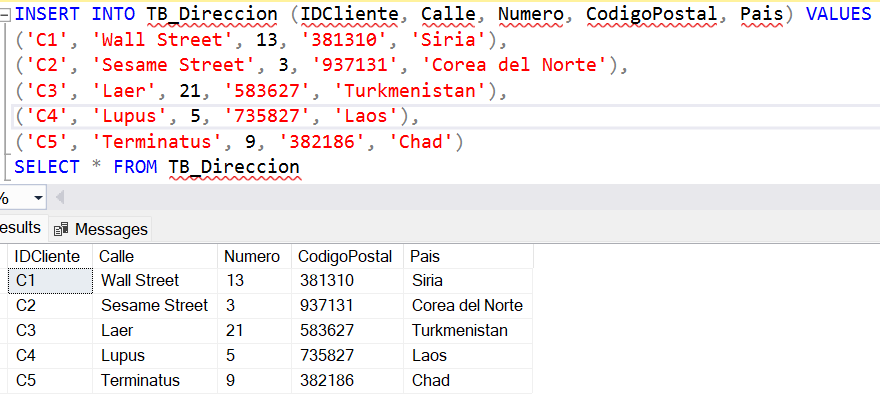 INSERT INTO TB_Direccion (IDCliente, Calle, Numero, CodigoPostal, Pais) VALUES
('C1', 'Wall Street', 13, '381310', 'Siria'),
('C2', 'Sesame Street', 3, '937131', 'Corea del Norte'),
('C3', 'Laer', 21, '583627', 'Turkmenistan'),
('C4', 'Lupus', 5, '735827', 'Laos'),
('C5', 'Terminatus', 9, '382186', 'Chad')
SELECT * FROM TB_Direccion
%
esults Messages
IDCliente Calle Numero CodigoPostal Pais
C1 Wall Street 13 381310 Siria
C2 Sesame Street 3 937131 Corea del Norte
C3 Laer 21 583627 Turkmenistan
C4 Lupus 5 735827 Laos
C5 Terminatus 9 382186 Chad